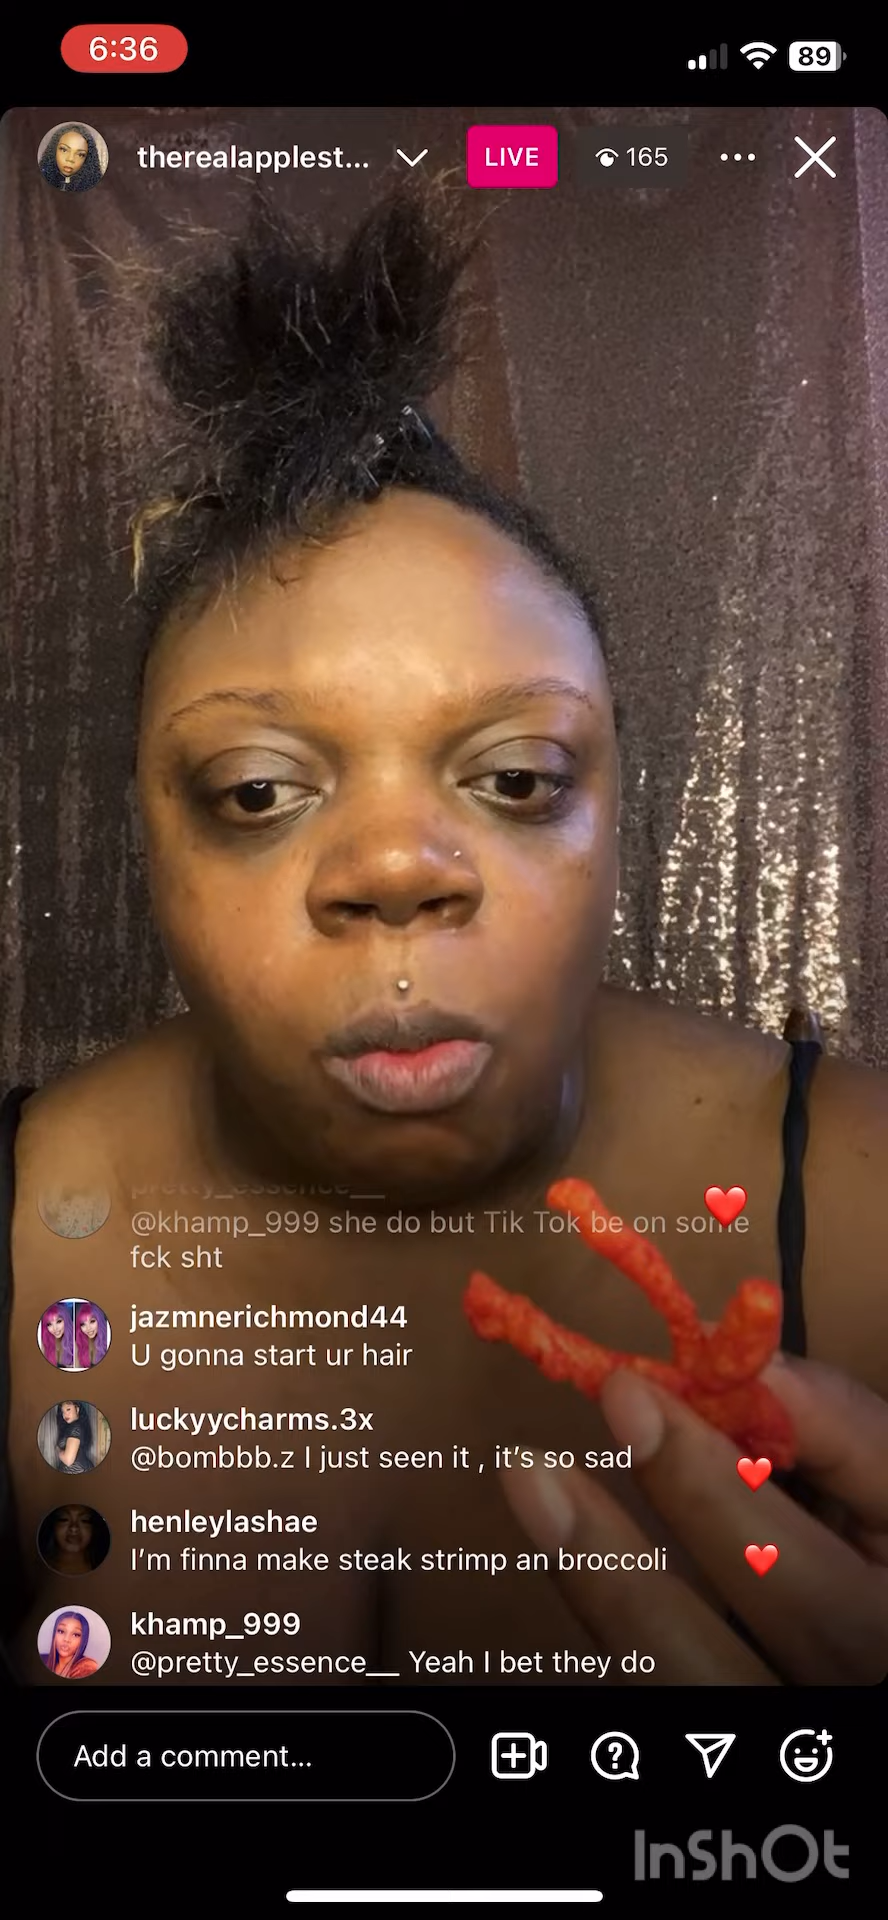 6:36
89
therealapplest...
LIVE
165
pretty_essence__
@khamp_999 she do but Tik Tok be on some
fck sht
jazmnerichmond44
U gonna start ur hair
luckyycharms.3x
@bombbb.z I just seen it , it's so sad
henleylashae
I'm finna make steak strimp an broccoli
khamp_999
@pretty_essence__ Yeah I bet they do
Add a comment...
InShOt